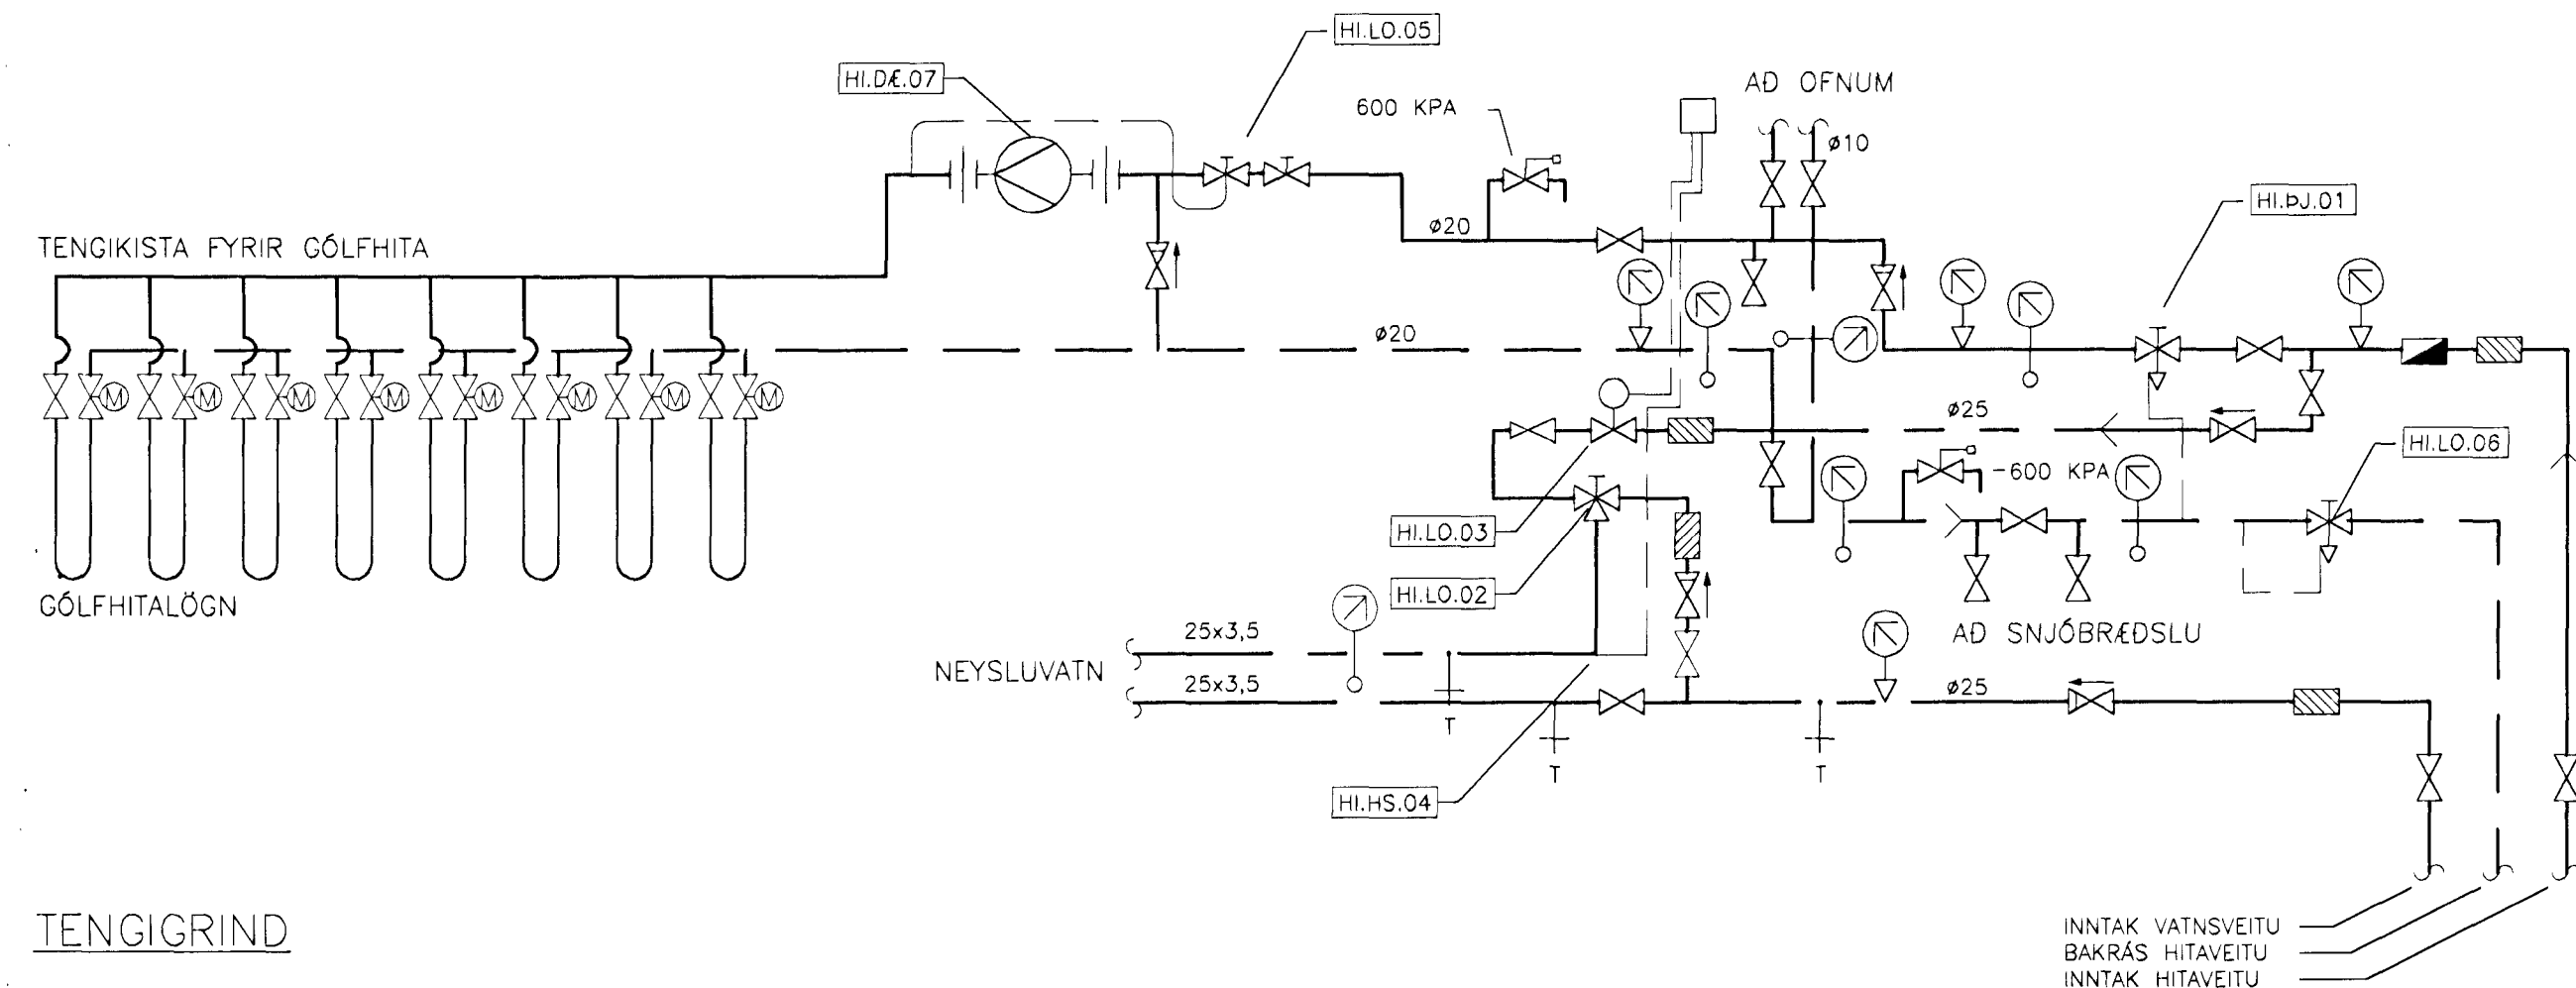 HI.LO.05
HI.DÆ.07
AÐ OFNUM
600 KPA
ø10
HI.ÞJ.01
ø20
TENGIKISTA FYRIR GÓLFHITA
ø20
M M M M M M M M
ø25
HI.LO.06
-600 KPA
HI.LO.03
HI.LO.02
GÓLFHITALÖGN
25x3,5
AÐ SNJÓBRÆÐSLU
NEYSLUVATN
25x3,5
ø25
T
T
T
HI.HS.04
TENGIGRIND
INNTAK VATNSVEITU
BAKRÁS HITAVEITU
INNTAK HITAVEITU